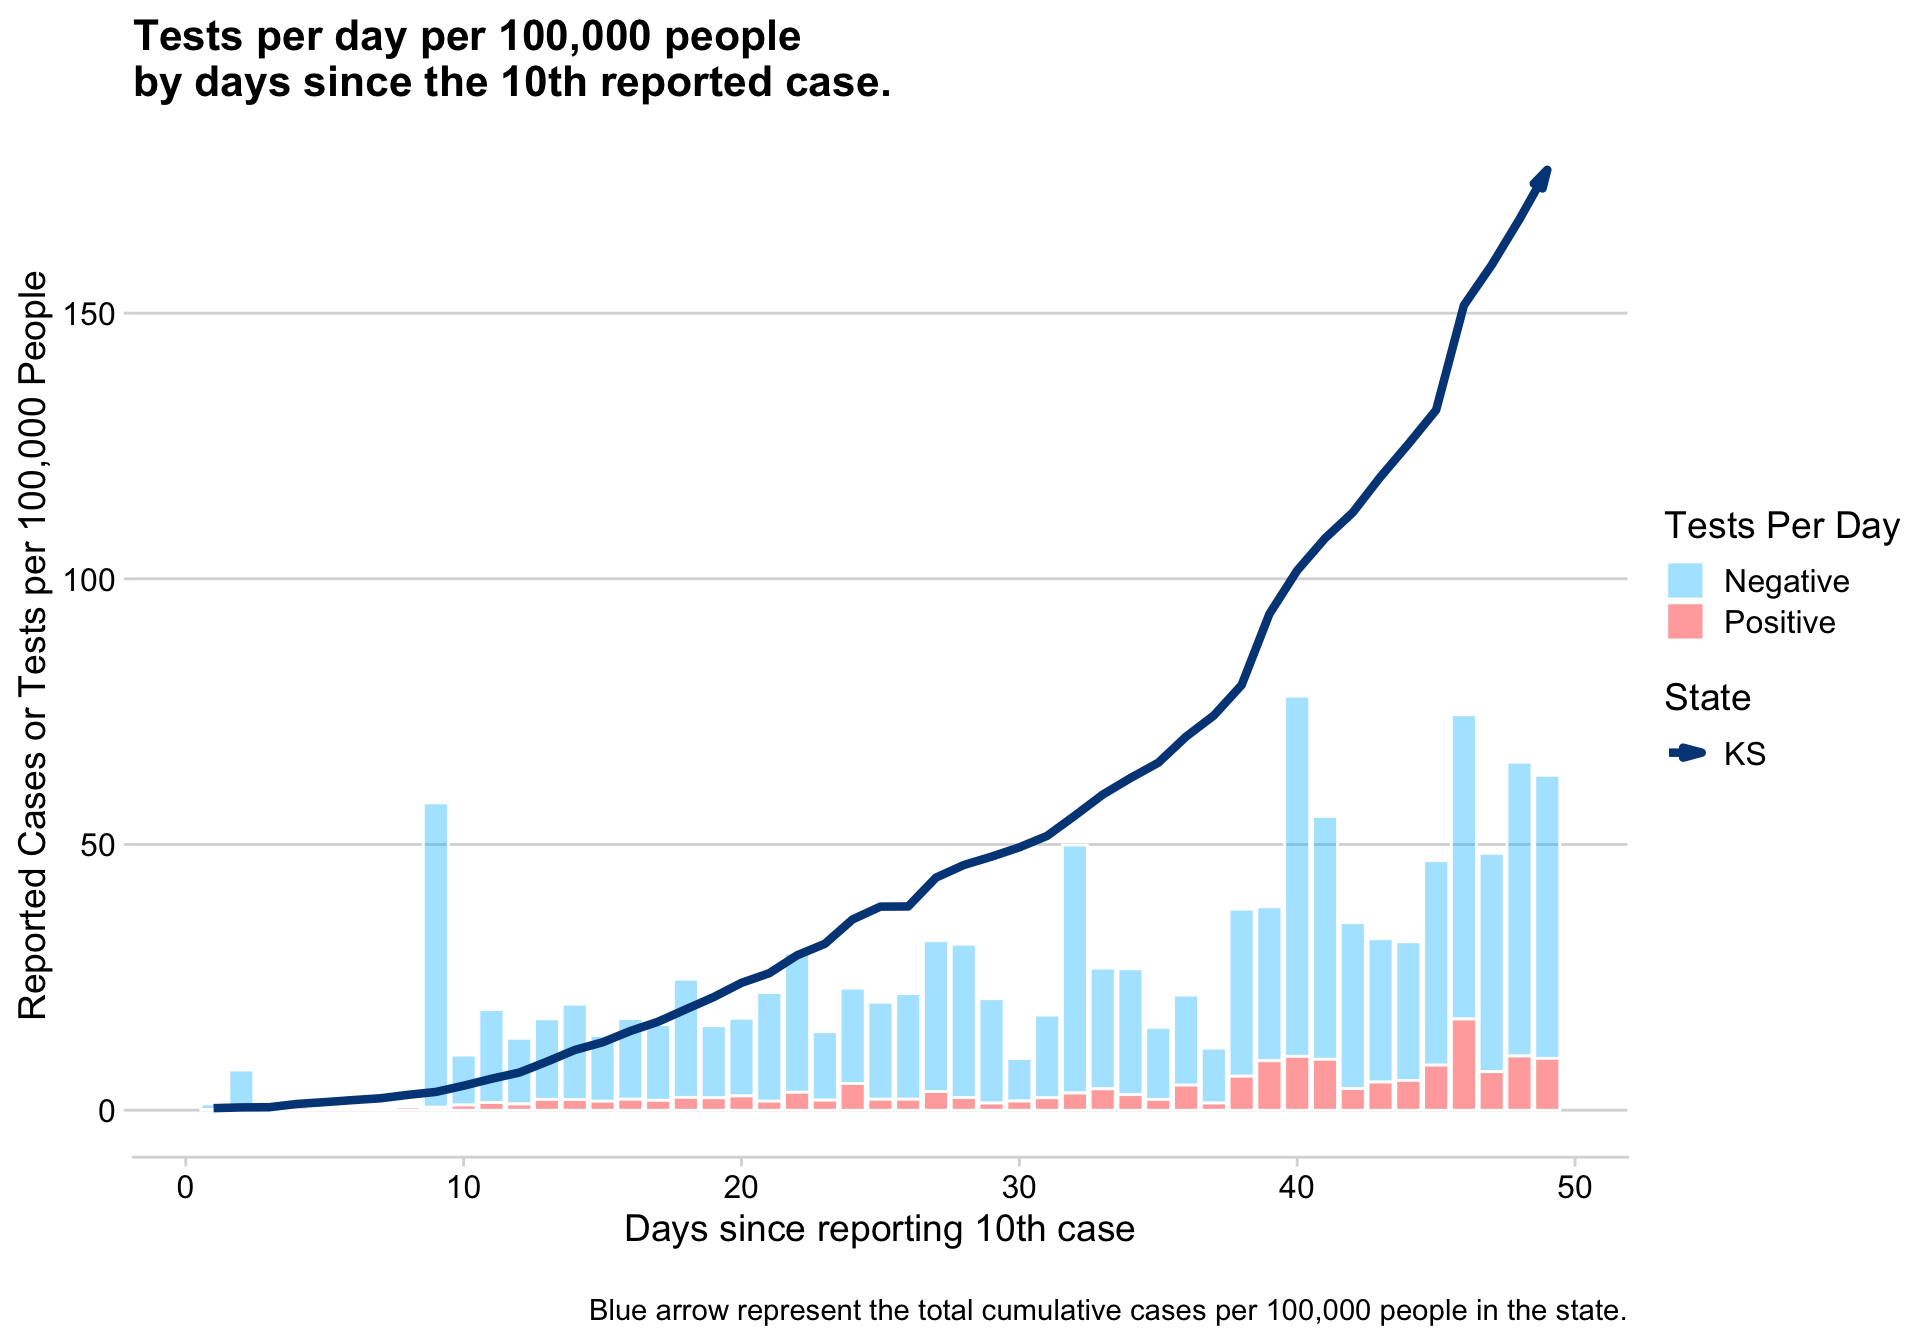 Tests per day per 100,000 people
by days since the 10th reported case.
Reported Cases or Tests per 100,000 People
150
100
50
0
0
10
20
30
40
50
Days since reporting 10th case
Tests Per Day
Negative
Positive
State
KS
Blue arrow represent the total cumulative cases per 100,000 people in the state.